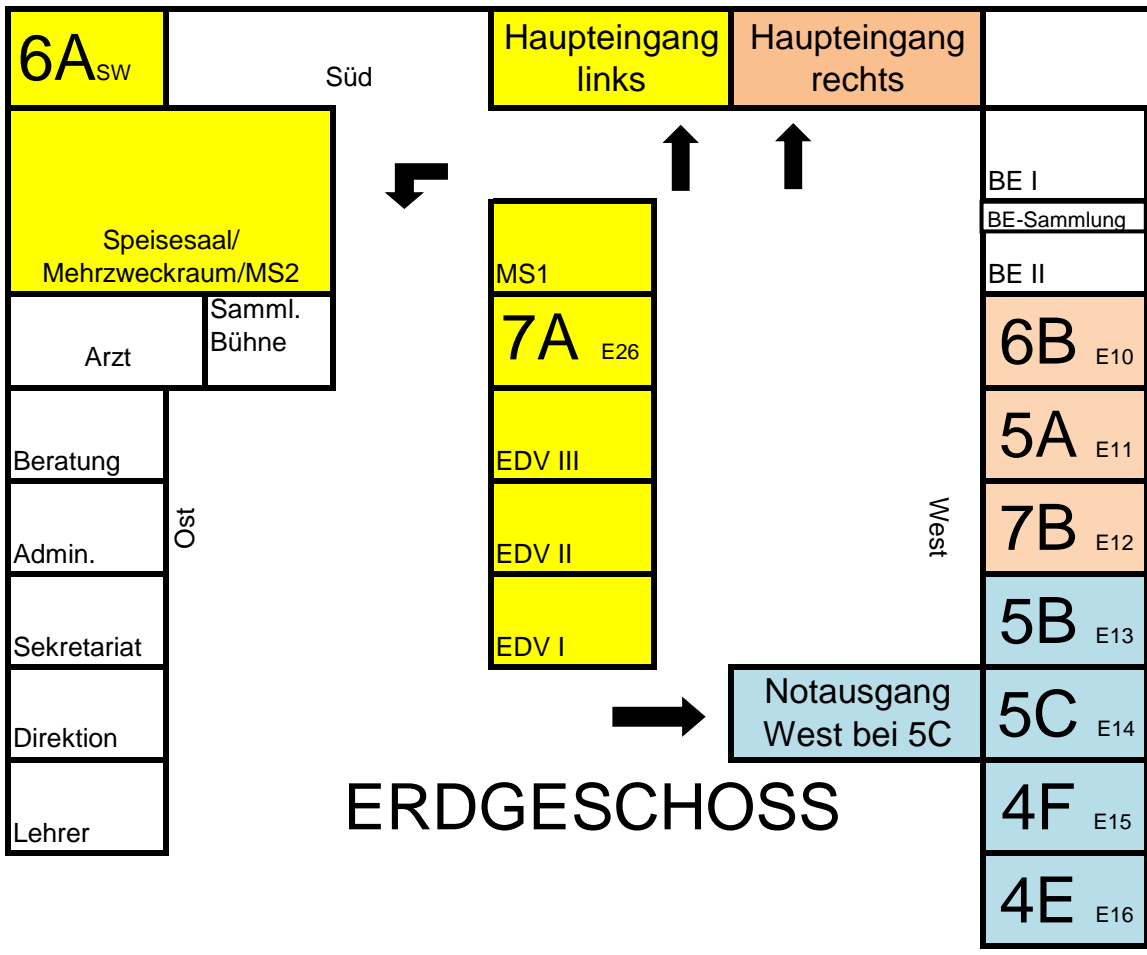 6A SW
Süd
Haupteingang
links
Haupteingang
rechts
Speisesaal/
Mehrzweckraum/MS2
MS1
BE I
BE-Sammlung
BE II
Arzt
Samml.
Bühne
7A E26
6B E10
Beratung
EDV III
5A E11
Ost
West
Admin.
EDV II
7B E12
Sekretariat
EDV I
5B E13
Direktion
Notausgang
West bei 5C
5C E14
Lehrer
ERDGESCHOSS
4F E15
4E E16